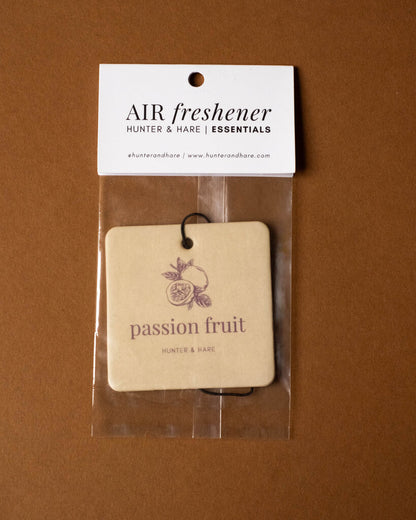 AIR freshener
HUNTER & HARE | ESSENTIALS
#hunterandhare | www.hunterandhare.com
passion fruit
HUNTER & HARE